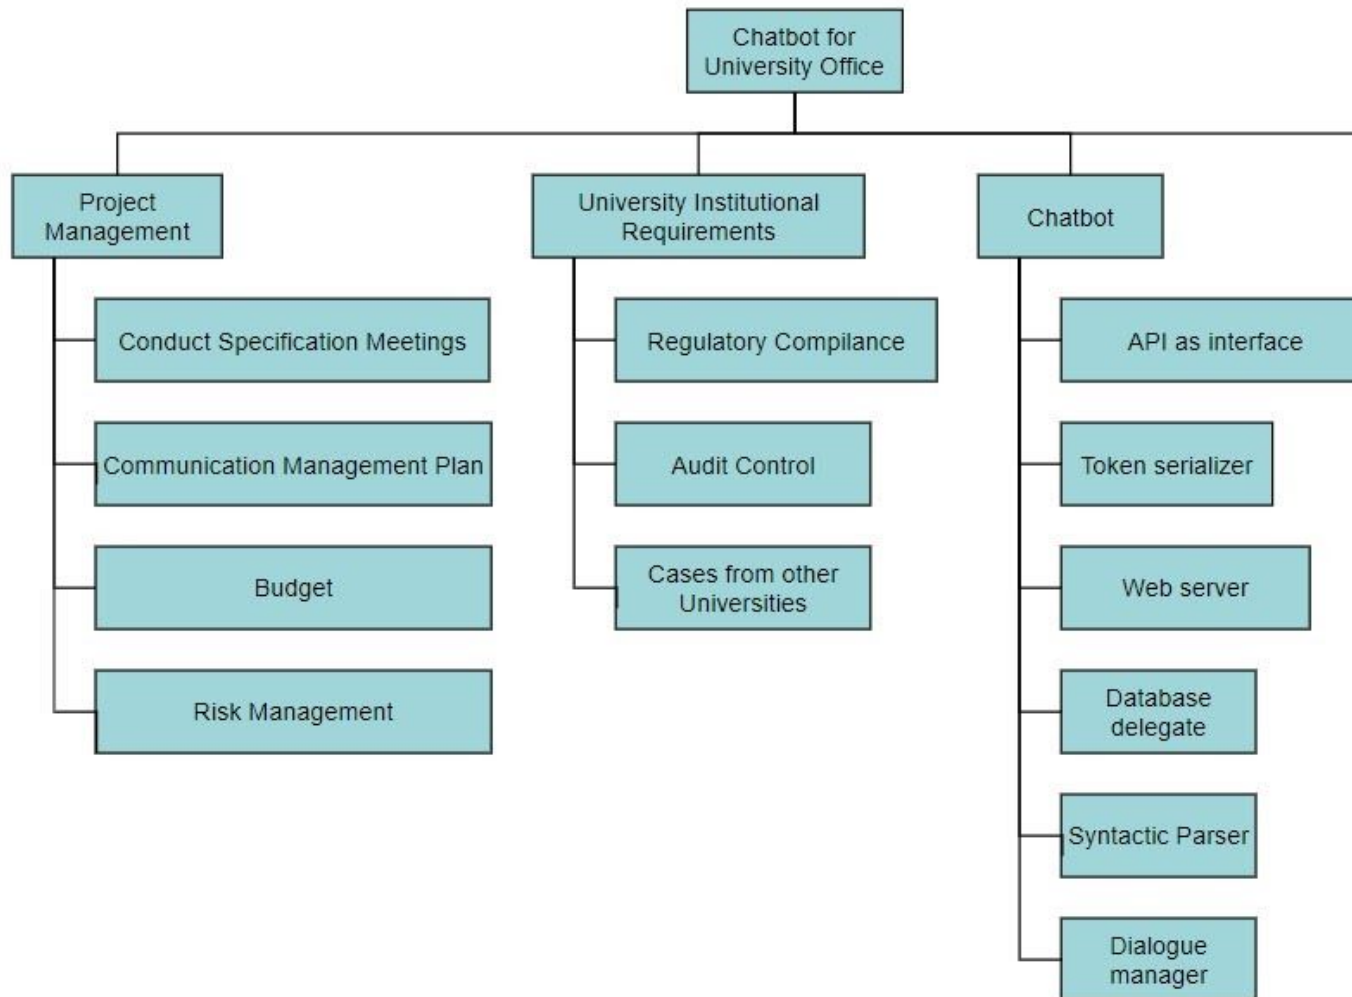 Chatbot for
University Office
Project
Management
University Institutional
Requirements
Chatbot
Conduct Specification Meetings
Communication Management Plan
Budget
Risk Management
Regulatory Compilance
Audit Control
Cases from other
Universities
API as interface
Token serializer
Web server
Database
delegate
Syntactic Parser
Dialogue
manager